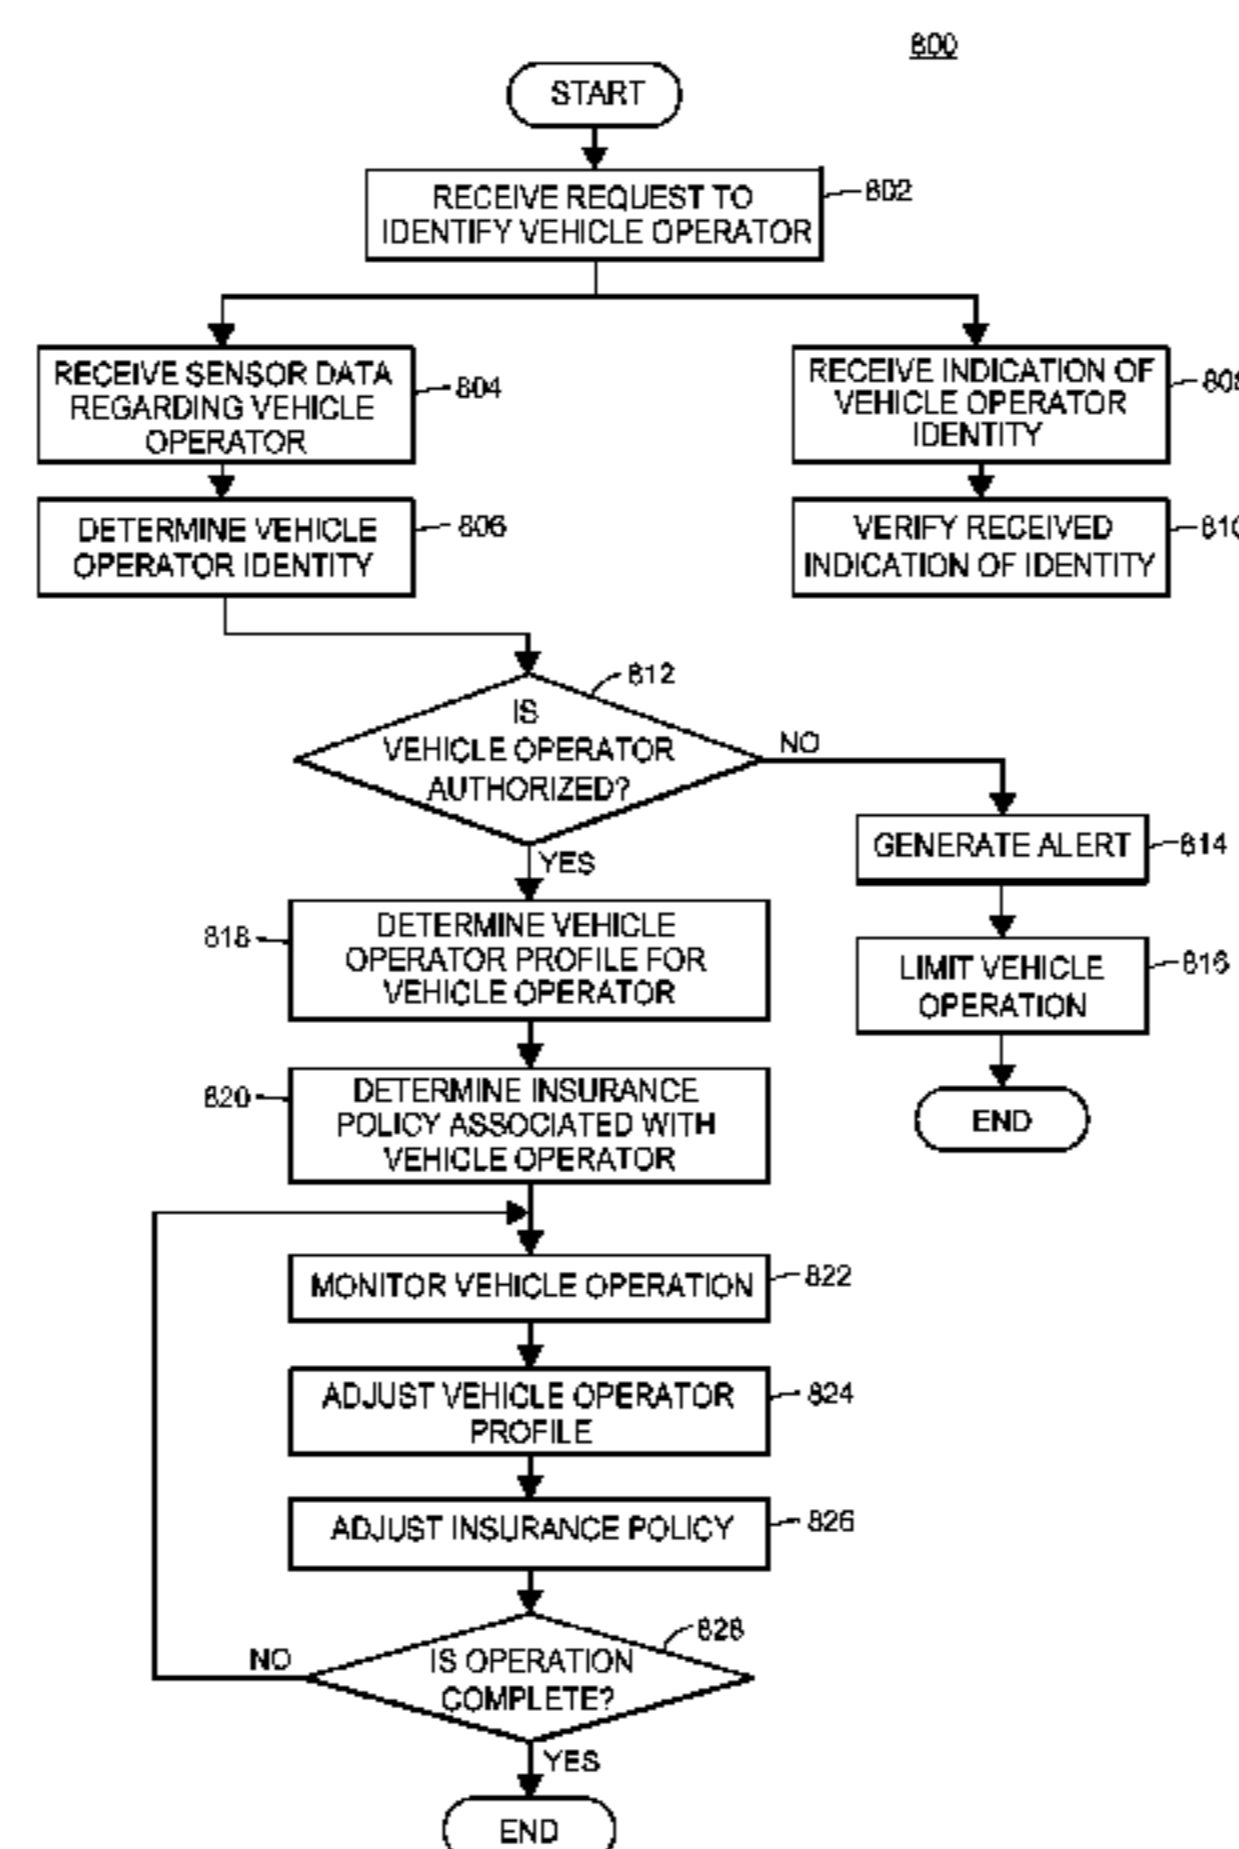 800
START
RECEIVE REQUEST TO
IDENTIFY VEHICLE OPERATOR
802
RECEIVE SENSOR DATA
REGARDING VEHICLE
OPERATOR
804
RECEIVE INDICATION OF
VEHICLE OPERATOR
IDENTITY
808
DETERMINE VEHICLE
OPERATOR IDENTITY
806
VERIFY RECEIVED
INDICATION OF IDENTITY
810
812
IS
VEHICLE OPERATOR
AUTHORIZED?
NO
YES
GENERATE ALERT
814
818
DETERMINE VEHICLE
OPERATOR PROFILE FOR
VEHICLE OPERATOR
LIMIT VEHICLE
OPERATION
816
820
DETERMINE INSURANCE
POLICY ASSOCIATED WITH
VEHICLE OPERATOR
END
MONITOR VEHICLE OPERATION
822
ADJUST VEHICLE OPERATOR
PROFILE
824
ADJUST INSURANCE POLICY
826
828
IS OPERATION
COMPLETE?
NO
YES
END